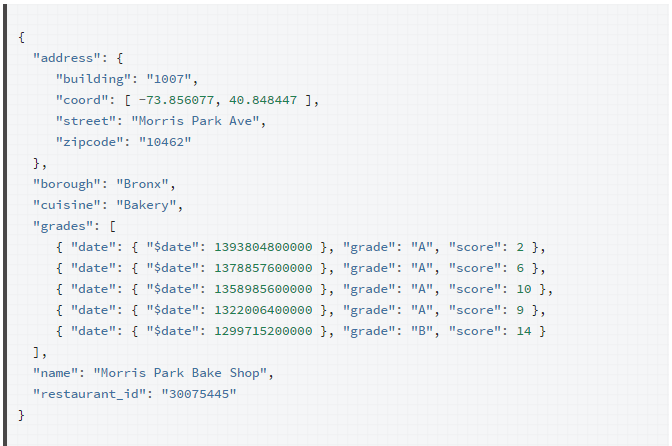 {
  "address": {
     "building": "1007",
     "coord": [ -73.856077, 40.848447 ],
     "street": "Morris Park Ave",
     "zipcode": "10462"
  },
  "borough": "Bronx",
  "cuisine": "Bakery",
  "grades": [
     { "date": { "$date": 1393804800000 }, "grade": "A", "score": 2 },
     { "date": { "$date": 1378857600000 }, "grade": "A", "score": 6 },
     { "date": { "$date": 1358985600000 }, "grade": "A", "score": 10 },
     { "date": { "$date": 1322006400000 }, "grade": "A", "score": 9 },
     { "date": { "$date": 1299715200000 }, "grade": "B", "score": 14 }
  ],
  "name": "Morris Park Bake Shop",
  "restaurant_id": "30075445"
}